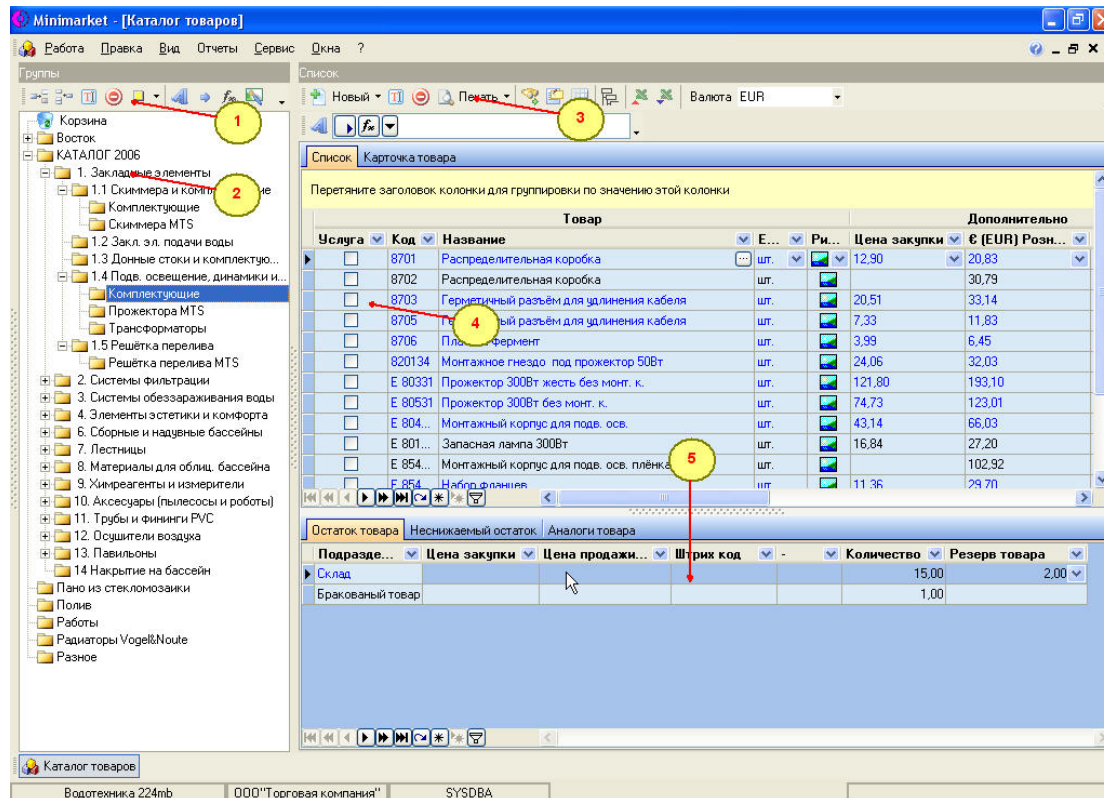 Minimarket - [Каталог товаров]
Работа Правка Вид Отчеты Сервис Окна ?
Группы
Список
Новый Печать Валюта EUR
1
3
Корзина
Восток
КАТАЛОГ 2006
1. Закладные элементы
2
1.1 Скиммера и
Комплектующие
Скиммера MTS
1.2 Закл. эл. подачи воды
1.3 Донные стоки и комплектую...
1.4 Подв. освещение, динамики и...
Комплектующие
Прожектора MTS
Трансформаторы
1.5 Решётка перелива
Решётка перелива MTS
2. Системы фильтрации
3. Системы обеззараживания воды
4. Элементы эстетики и комфорта
6. Сборные и надувные бассейны
7. Лестницы
8. Материалы для облиц. бассейна
9. Химреагенты и измерители
10. Аксесуары (пылесосы и роботы)
11. Трубы и фининги PVC
12. Осушители воздуха
13. Павильоны
14 Накрытие на бассейн
Пано из стекломозаики
Полив
Работы
Радиаторы Vogel&Noute
Разное
Список Карточка товара
Перетяните заголовок колонки для группировки по значению этой колонки
Товар Дополнительно
Услуга Код Название Е... Ри... Цена закупки € (EUR) Розн...
8701 Распределительная коробка шт. 12,90 20,83
8702 Распределительная коробка шт. 30,79
8703 Герметичный разъём для удлинения кабеля шт. 20,51 33,14
8705 разъём для удлинения кабеля шт. 7,33 11,83
4
8706 фермент шт. 3,99 6,45
820134 Монтажное гнездо под прожектор 50Вт шт. 24,06 32,03
E 80331 Прожектор 300Вт жесть без монт. к. шт. 121,80 193,10
E 80531 Прожектор 300Вт без монт. к. шт. 74,73 123,01
E 804... Монтажный корпус для подв. осв. шт. 43,14 66,03
E 801... Запасная лампа 300Вт шт. 16,84 27,20
5
E 854... Монтажный корпус для подв. осв. плёнка шт. 102,92
E 854... Набор фланцев шт. 11,36 29,70
Остаток товара Неснижаемый остаток Аналоги товара
Подразде... Цена закупки Цена продажи... Штрих код - Количество Резерв товара
Склад 15,00 2,00
Бракованый товар 1,00
Каталог товаров
Водотехника 224mb ООО"Торговая компания" SYSDBA